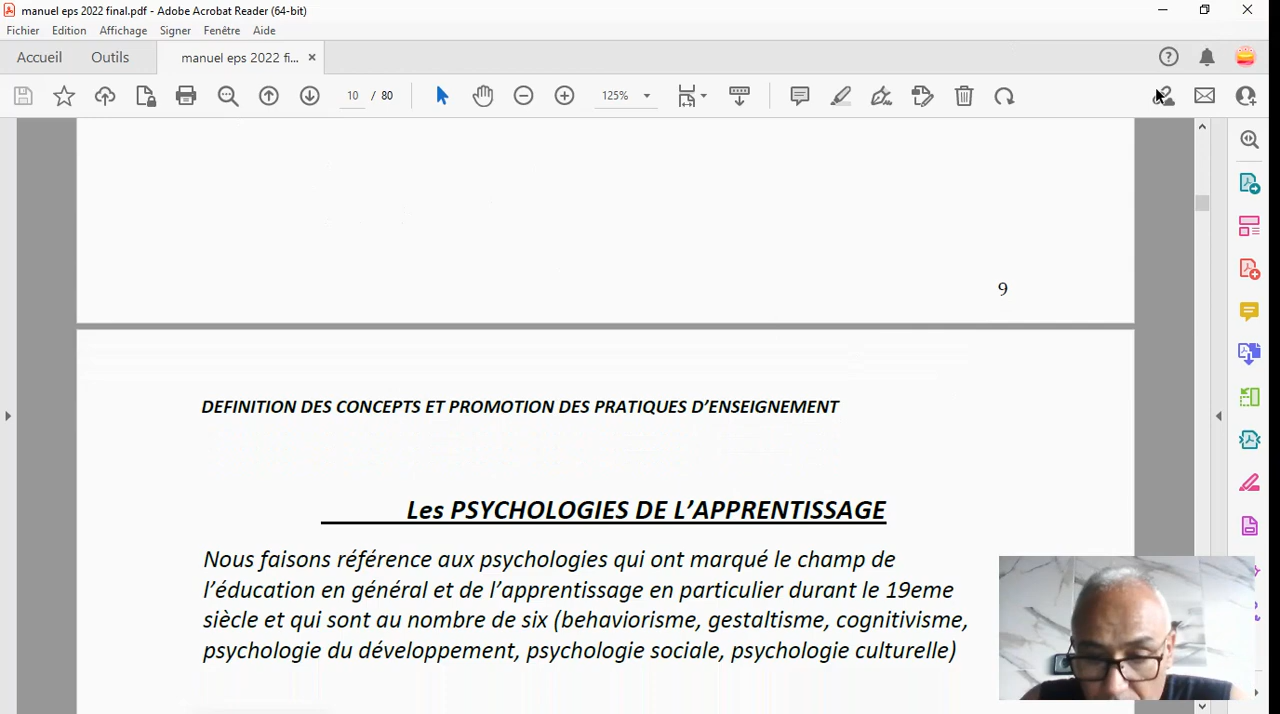 manuel eps 2022 final.pdf - Adobe Acrobat Reader (64-bit)
Fichier Edition Affichage Signer Fenêtre Aide
Accueil Outils manuel eps 2022 fi... ×
10 / 80 125%
9
DEFINITION DES CONCEPTS ET PROMOTION DES PRATIQUES D’ENSEIGNEMENT
Les PSYCHOLOGIES DE L’APPRENTISSAGE
Nous faisons référence aux psychologies qui ont marqué le champ de
l’éducation en général et de l’apprentissage en particulier durant le 19eme
siècle et qui sont au nombre de six (behaviorisme, gestaltisme, cognitivisme,
psychologie du développement, psychologie sociale, psychologie culturelle)